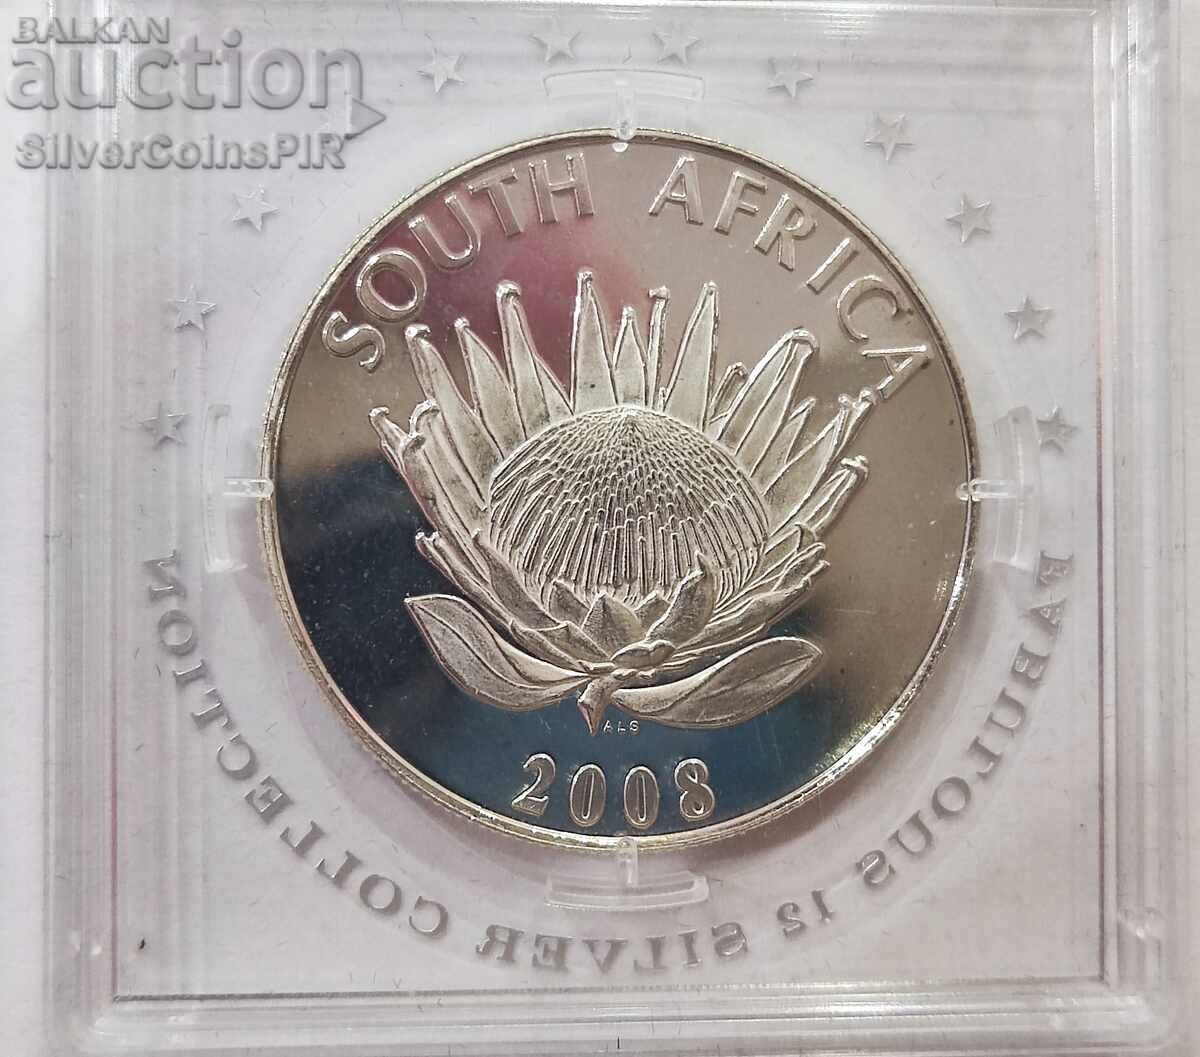 BALKAN
auction
SilverCoinsPIR
SOUTH AFRICA
ALS
2008
FABULOUS 12 SILVER COLLECTION